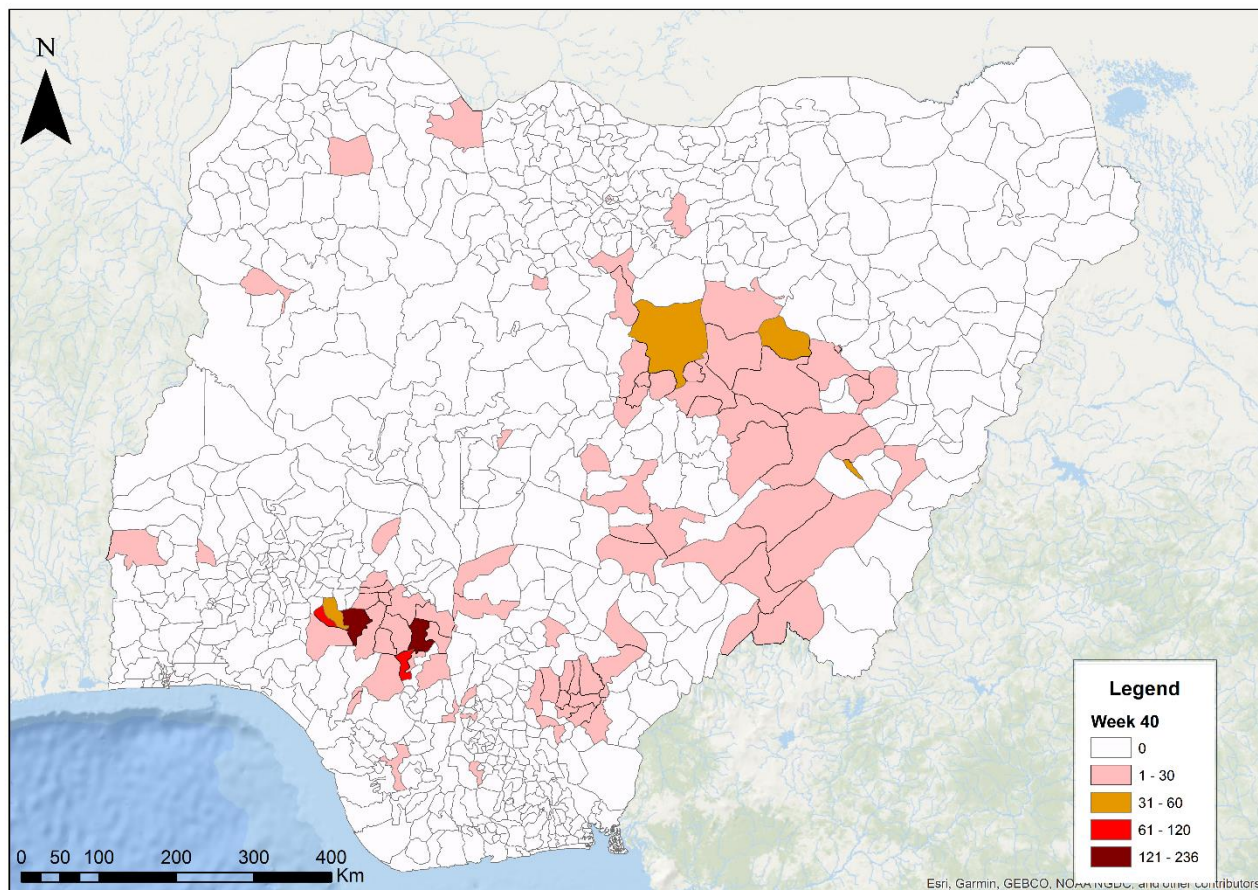 N
Legend
Week 40
0
1 - 30
31 - 60
61 - 120
121 - 236
0 50 100 200 300 400
Km
Esri, Garmin, GEBCO, NOAA NGDC, and other contributors